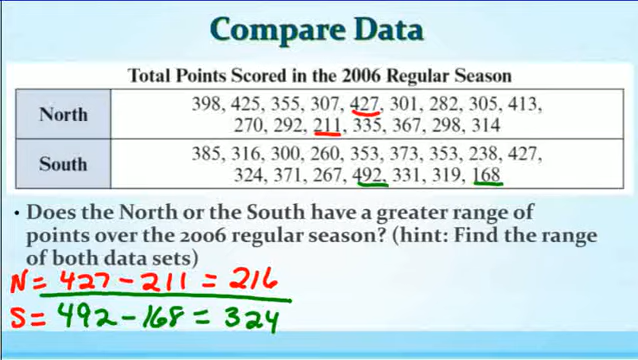 Compare Data
Total Points Scored in the 2006 Regular Season
North
398, 425, 355, 307, 427, 301, 282, 305, 413,
270, 292, 211, 335, 367, 298, 314
South
385, 316, 300, 260, 353, 373, 353, 238, 427,
324, 371, 267, 492, 331, 319, 168
• Does the North or the South have a greater range of
points over the 2006 regular season? (hint: Find the range
of both data sets)
N = 427 - 211 = 216
S = 492 - 168 = 324